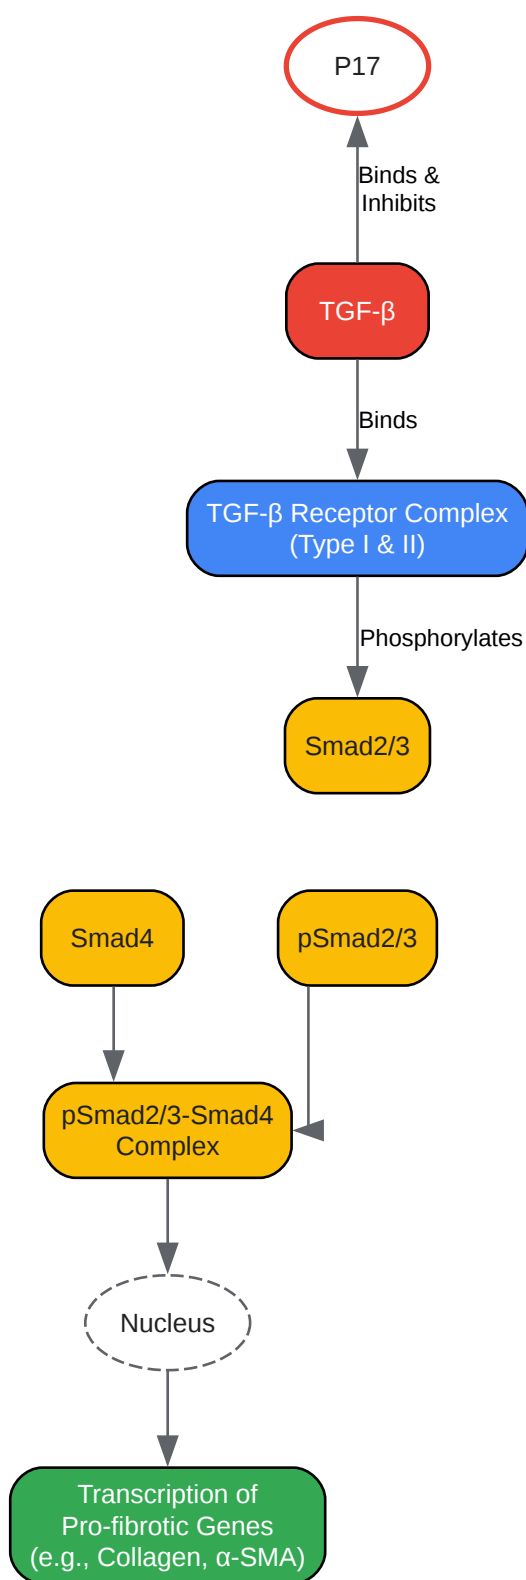 P17
Binds &
Inhibits
TGF-β
Binds
TGF-β Receptor Complex
(Type I & II)
Phosphorylates
Smad2/3
Smad4
pSmad2/3
pSmad2/3-Smad4
Complex
Nucleus
Transcription of
Pro-fibrotic Genes
(e.g., Collagen, α-SMA)